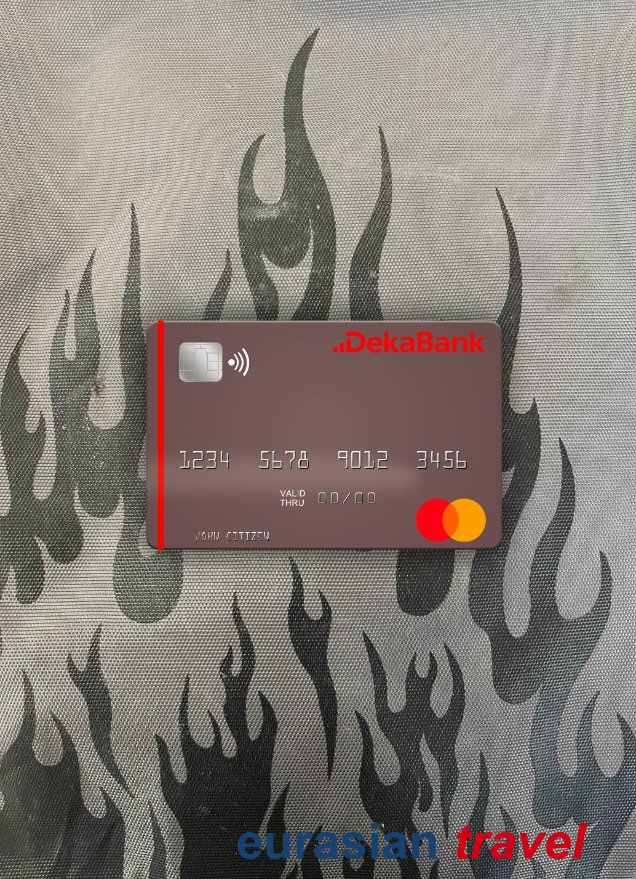 DekaBank
1234 5678 9012 3456
VALID
THRU 00/00
JOHN CITIZEN
eurasian travel